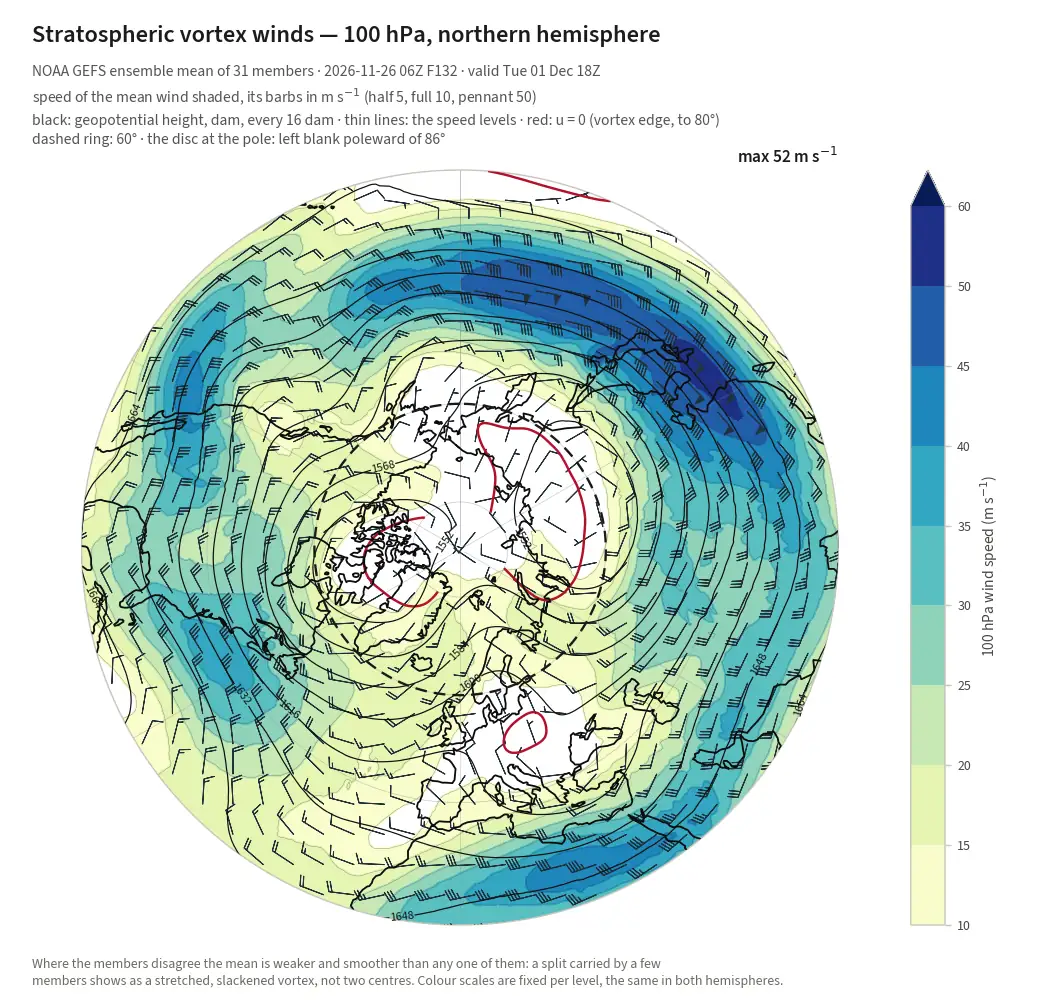 Stratospheric vortex winds — 100 hPa, northern hemisphere
NOAA GEFS ensemble mean of 31 members · 2026-11-26 06Z F132 · valid Tue 01 Dec 18Z
speed of the mean wind shaded, its barbs in m s⁻¹ (half 5, full 10, pennant 50)
black: geopotential height, dam, every 16 dam · thin lines: the speed levels · red: u = 0 (vortex edge, to 80°)
dashed ring: 60° · the disc at the pole: left blank poleward of 86°
max 52 m s⁻¹
60
50
45
40
35
30
25
20
15
10
100 hPa wind speed (m s⁻¹)
1664
1568
1552
1632
1616
1600
1648
1664
1648
Where the members disagree the mean is weaker and smoother than any one of them: a split carried by a few
members shows as a stretched, slackened vortex, not two centres. Colour scales are fixed per level, the same in both hemispheres.